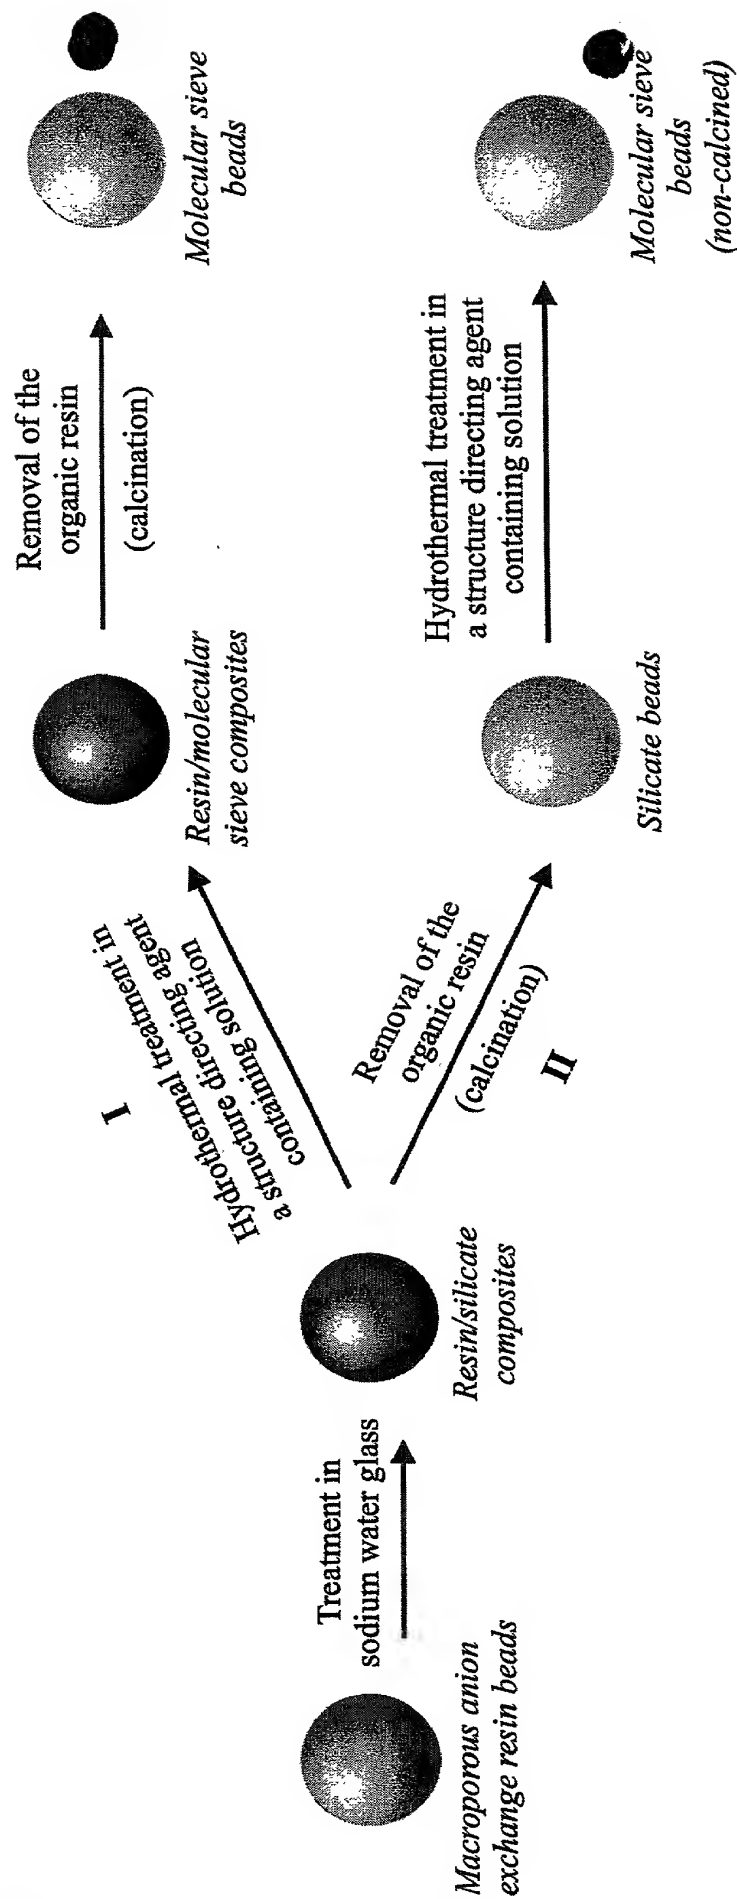 Macroporous anion
exchange resin beads
Treatment in
sodium water glass
Resin/silicate
composites
I
Hydrothermal treatment in
a structure directing agent
containing solution
Resin/molecular
sieve composites
Removal of the
organic resin
(calcination)
Molecular sieve
beads
Removal of the
organic resin
(calcination)
II
Silicate beads
Hydrothermal treatment in
a structure directing agent
containing solution
Molecular sieve
beads
(non-calcined)